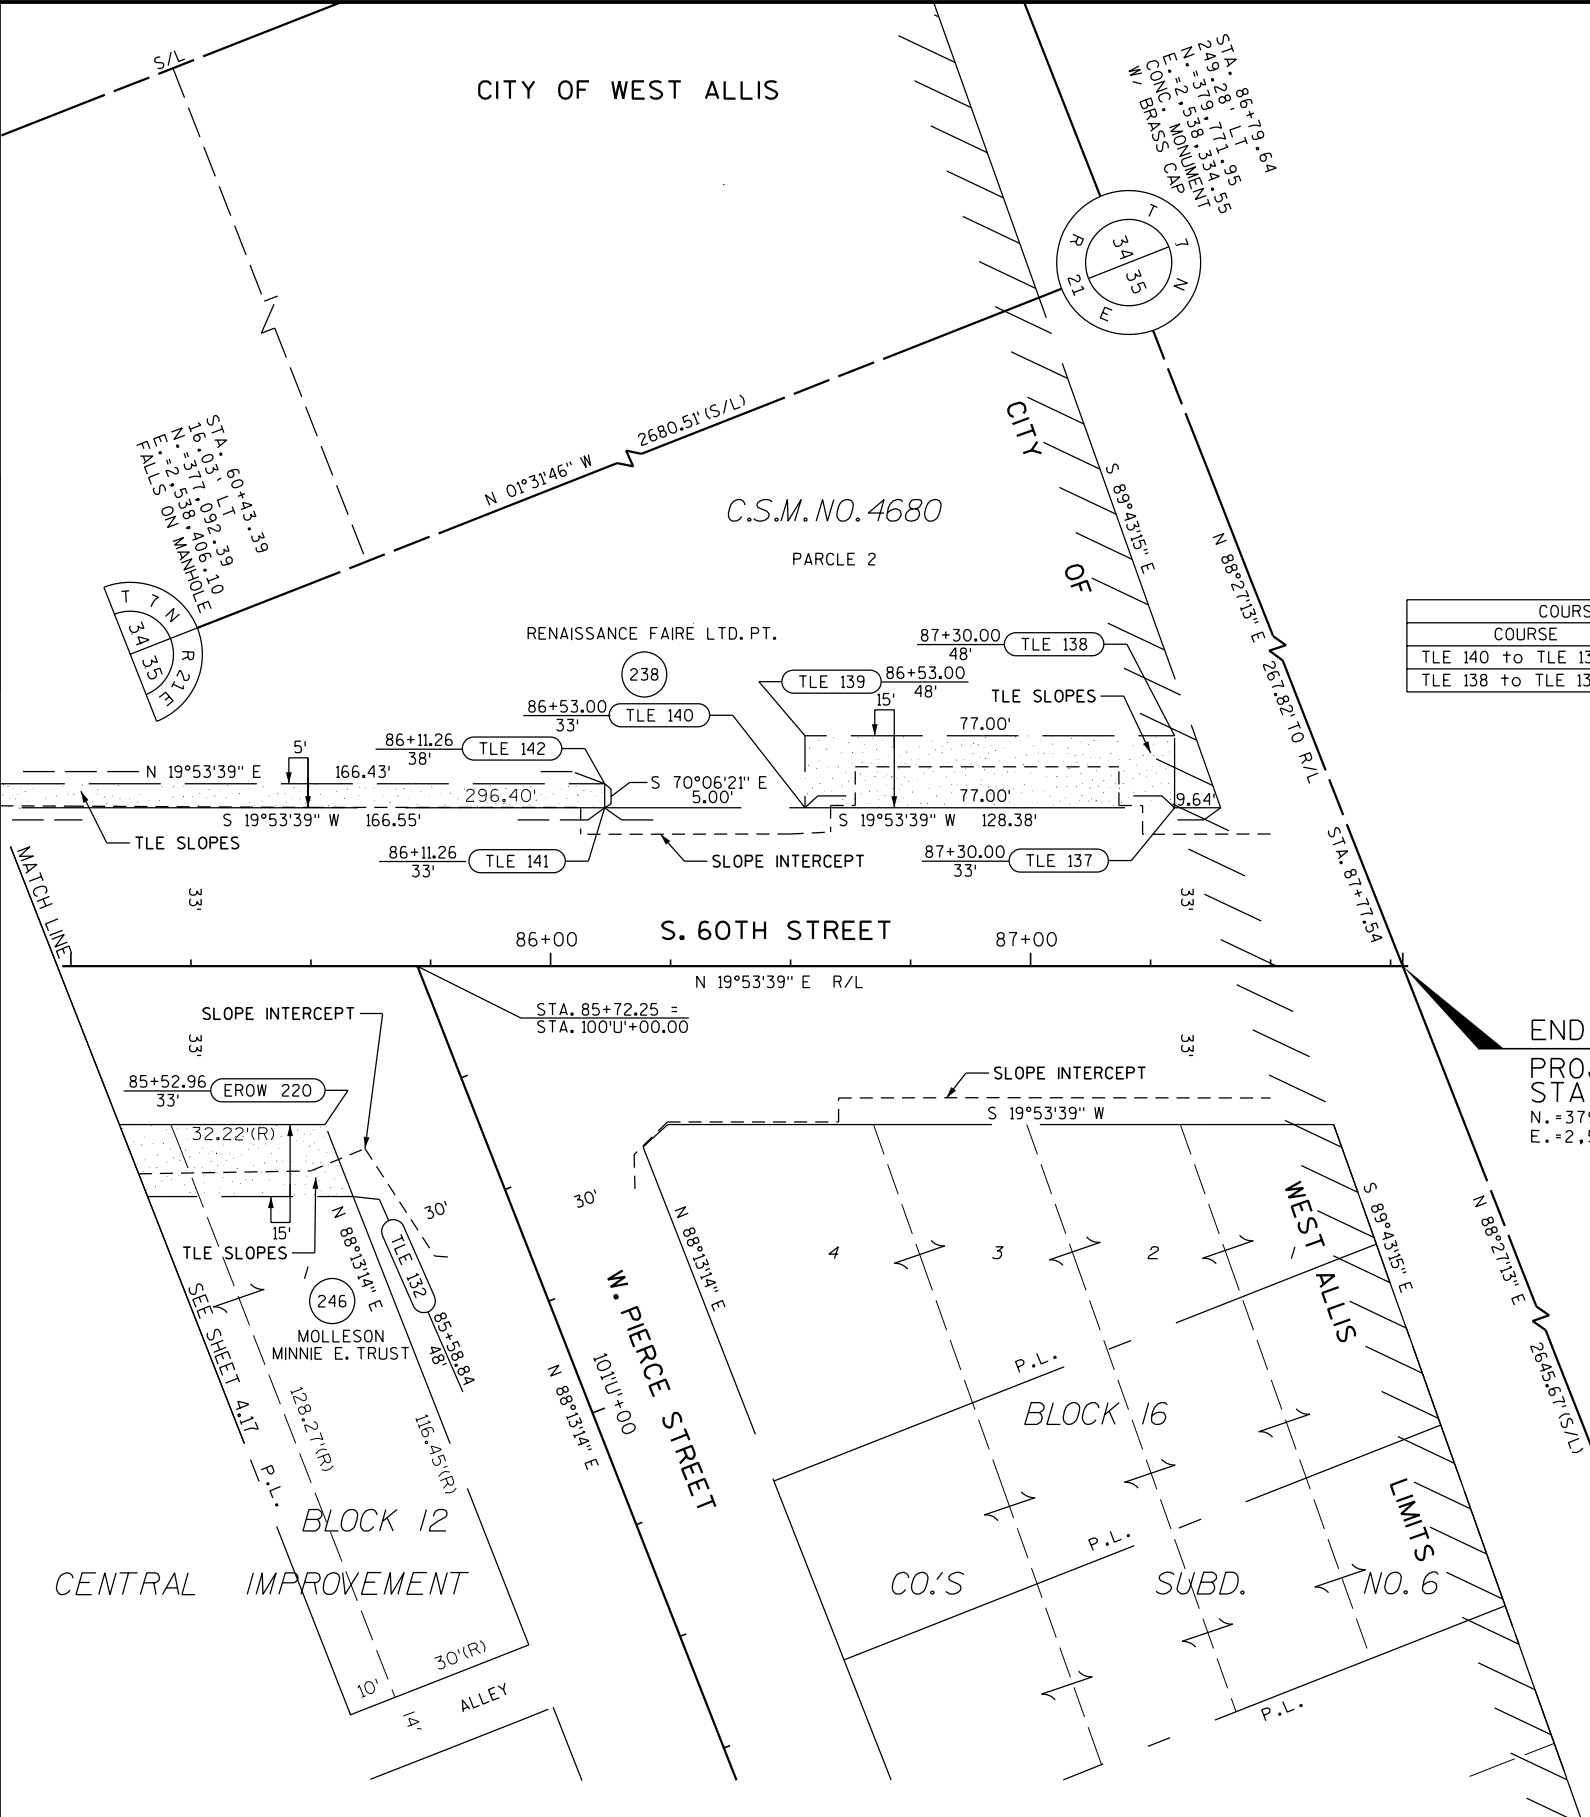 S/L
CITY OF WEST ALLIS
STA. 86+79.64
249.28' LT
N.=379,771.95
E.=2,538,334.55
CONC. MONUMENT
W/ BRASS CAP
T 7 N
R 21 E
34 35
N 01°31'46" W
2680.51' (S/L)
STA. 60+43.39
16.03' LT
N.=377,092.39
E.=2,538,406.10
FALLS ON MANHOLE
T 7 N
R 21 E
34 35
C.S.M. NO. 4680
PARCLE 2
CITY
OF
S 89°43'15" E
N 88°27'13" E 267.82' TO R/L
COURS
COURSE
TLE 140 to TLE 13
TLE 138 to TLE 13
RENAISSANCE FAIRE LTD. PT.
238
87+30.00
48'
TLE 138
TLE 139
86+53.00
48'
TLE SLOPES
86+53.00
33'
TLE 140
15'
77.00'
86+11.26
38'
TLE 142
5'
N 19°53'39" E 166.43'
S 70°06'21" E
5.00'
296.40'
77.00'
9.64'
S 19°53'39" W 166.55'
S 19°53'39" W 128.38'
TLE SLOPES
86+11.26
33'
TLE 141
SLOPE INTERCEPT
87+30.00
33'
TLE 137
STA. 87+77.54
MATCH LINE
33'
33'
S. 60TH STREET
86+00
87+00
N 19°53'39" E R/L
SLOPE INTERCEPT
STA. 85+72.25 =
STA. 100'U'+00.00
33'
33'
END
PROJ
STA
N.=379
E.=2,5
85+52.96
33'
EROW 220
SLOPE INTERCEPT
S 19°53'39" W
32.22'(R)
15'
TLE SLOPES
N 88°13'14" E
TLE 132
85+58.84
48'
30'
30'
N 88°13'14" E
4
3
2
1
WEST ALLIS
S 89°43'15" E
N 88°27'13" E
2645.67' (S/L)
246
MOLLESON
MINNIE E. TRUST
SEE SHEET 4.17
P.L.
128.27'(R)
116.45'(R)
N 88°13'14" E
101'U'+00
W. PIERCE STREET
P.L.
BLOCK 16
BLOCK 12
P.L.
LIMITS
CENTRAL IMPROVEMENT CO.'S SUBD. NO. 6
30'(R)
10'
14'
ALLEY
P.L.